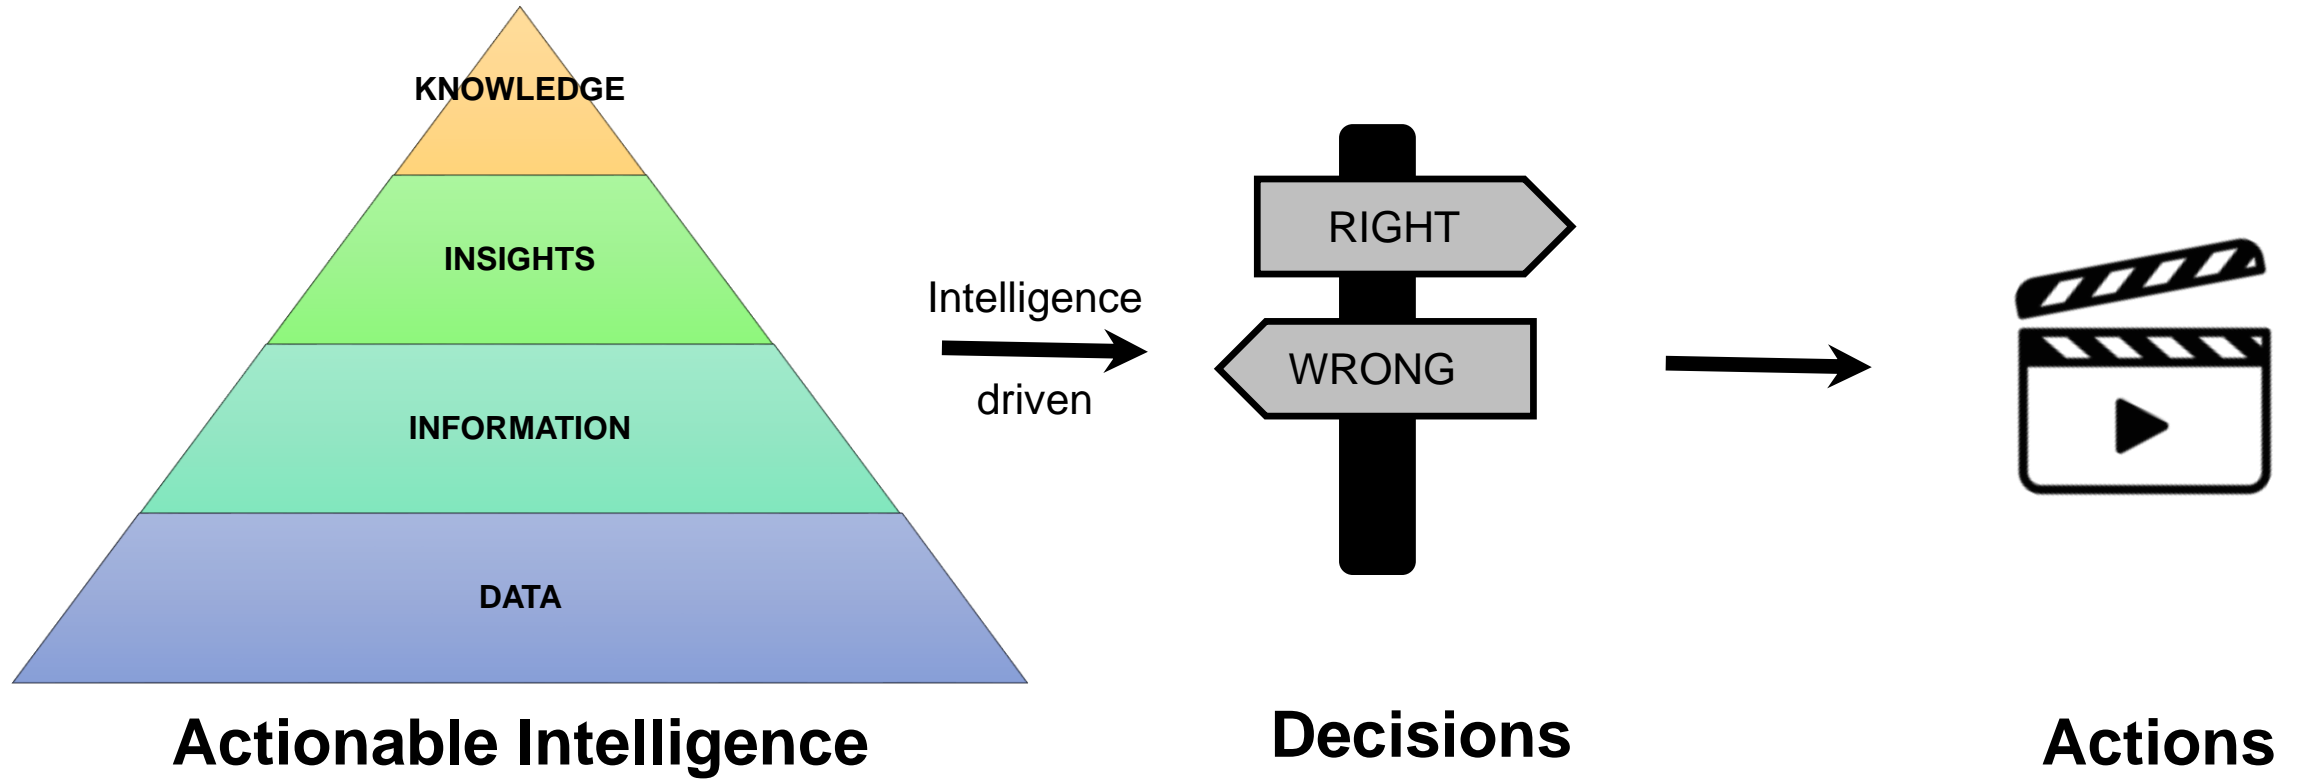 KNOWLEDGE
INSIGHTS
INFORMATION
DATA
Actionable Intelligence
Intelligence
driven
RIGHT
WRONG
Decisions
Actions